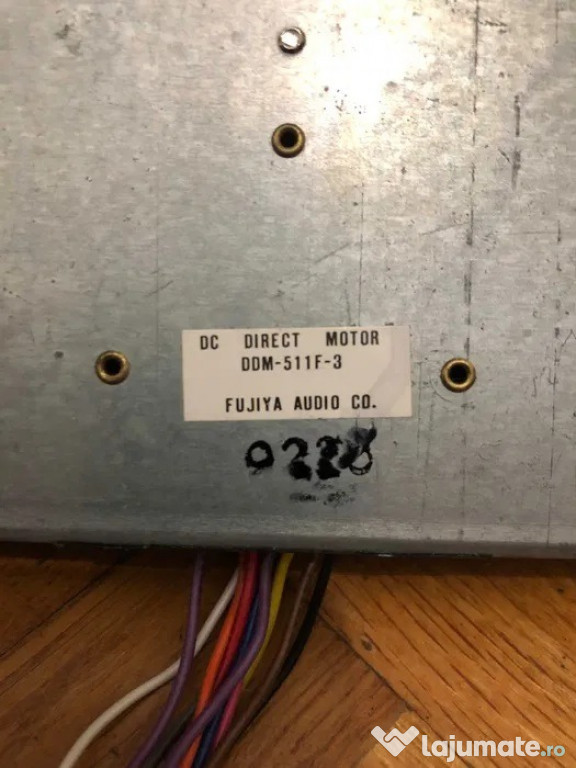 DC DIRECT MOTOR
DDM-511F-3
FUJIYA AUDIO CO.
lajumate.ro